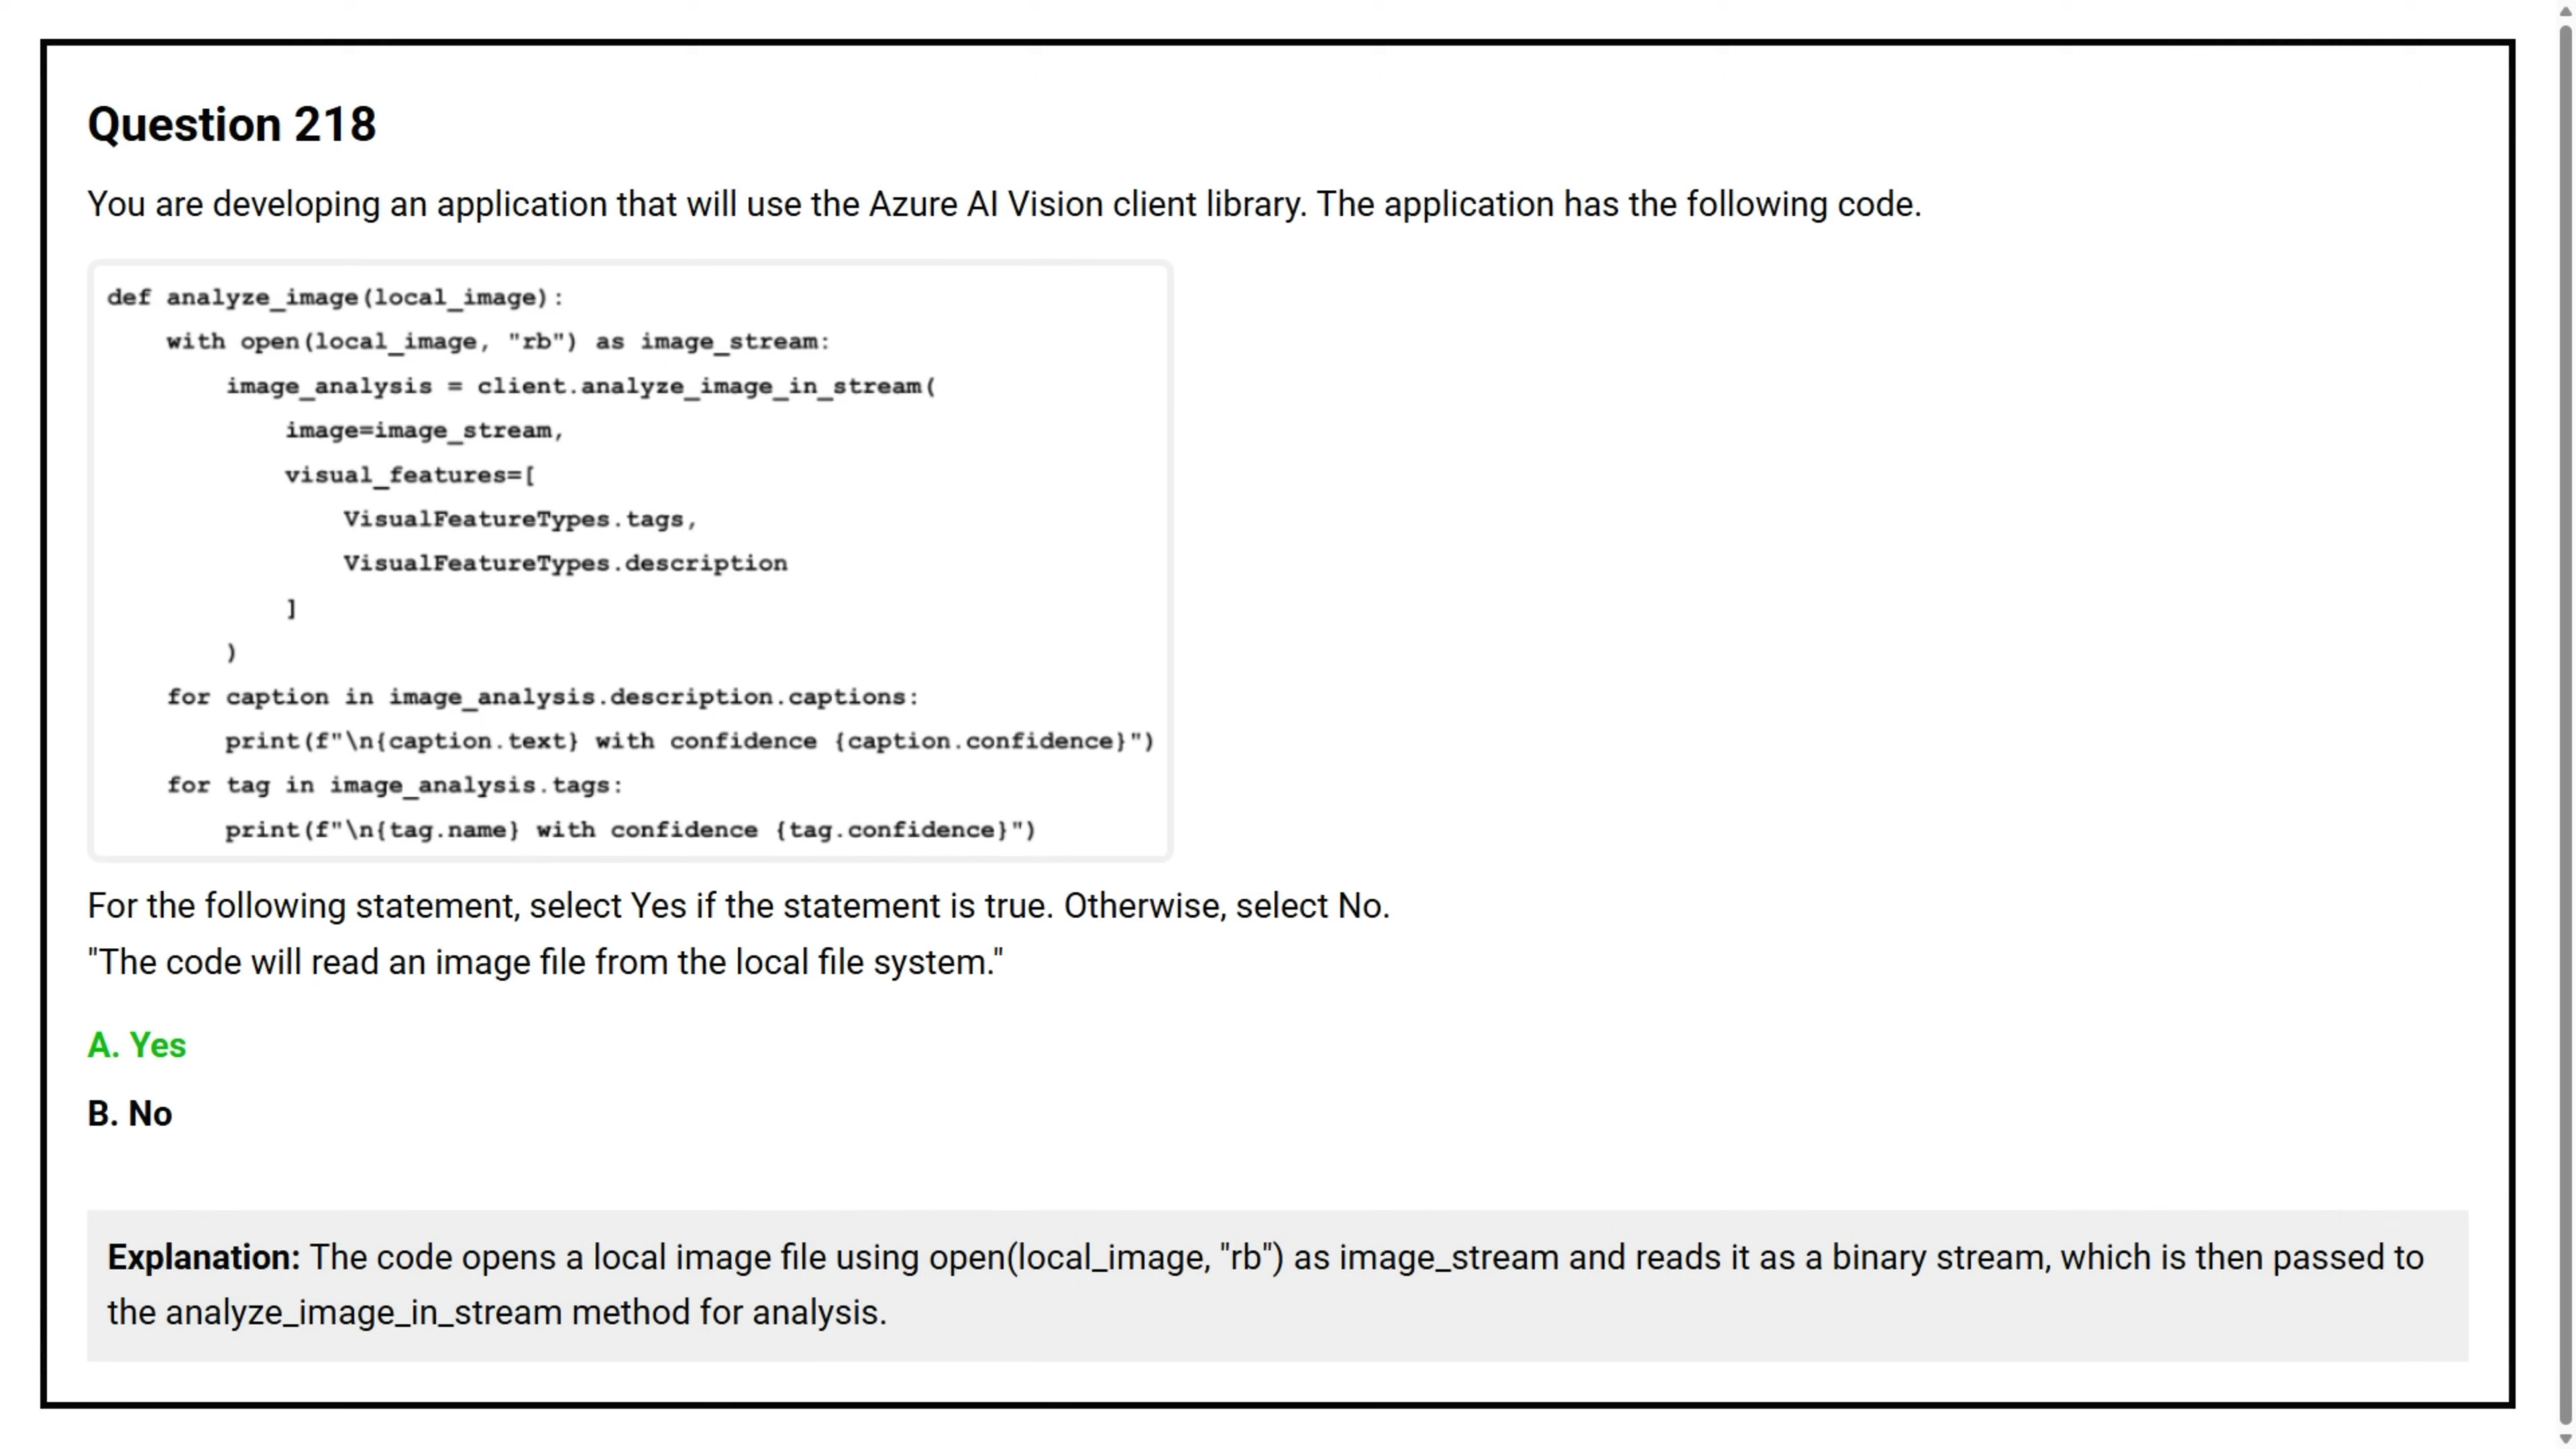 Question 218
You are developing an application that will use the Azure AI Vision client library. The application has the following code.
def analyze_image(local_image):
    with open(local_image, "rb") as image_stream:
        image_analysis = client.analyze_image_in_stream(
            image=image_stream,
            visual_features=[
                VisualFeatureTypes.tags,
                VisualFeatureTypes.description
            ]
        )
    for caption in image_analysis.description.captions:
        print(f"\n{caption.text} with confidence {caption.confidence}")
    for tag in image_analysis.tags:
        print(f"\n{tag.name} with confidence {tag.confidence}")
For the following statement, select Yes if the statement is true. Otherwise, select No.
"The code will read an image file from the local file system."
A. Yes
B. No
Explanation: The code opens a local image file using open(local_image, "rb") as image_stream and reads it as a binary stream, which is then passed to
the analyze_image_in_stream method for analysis.